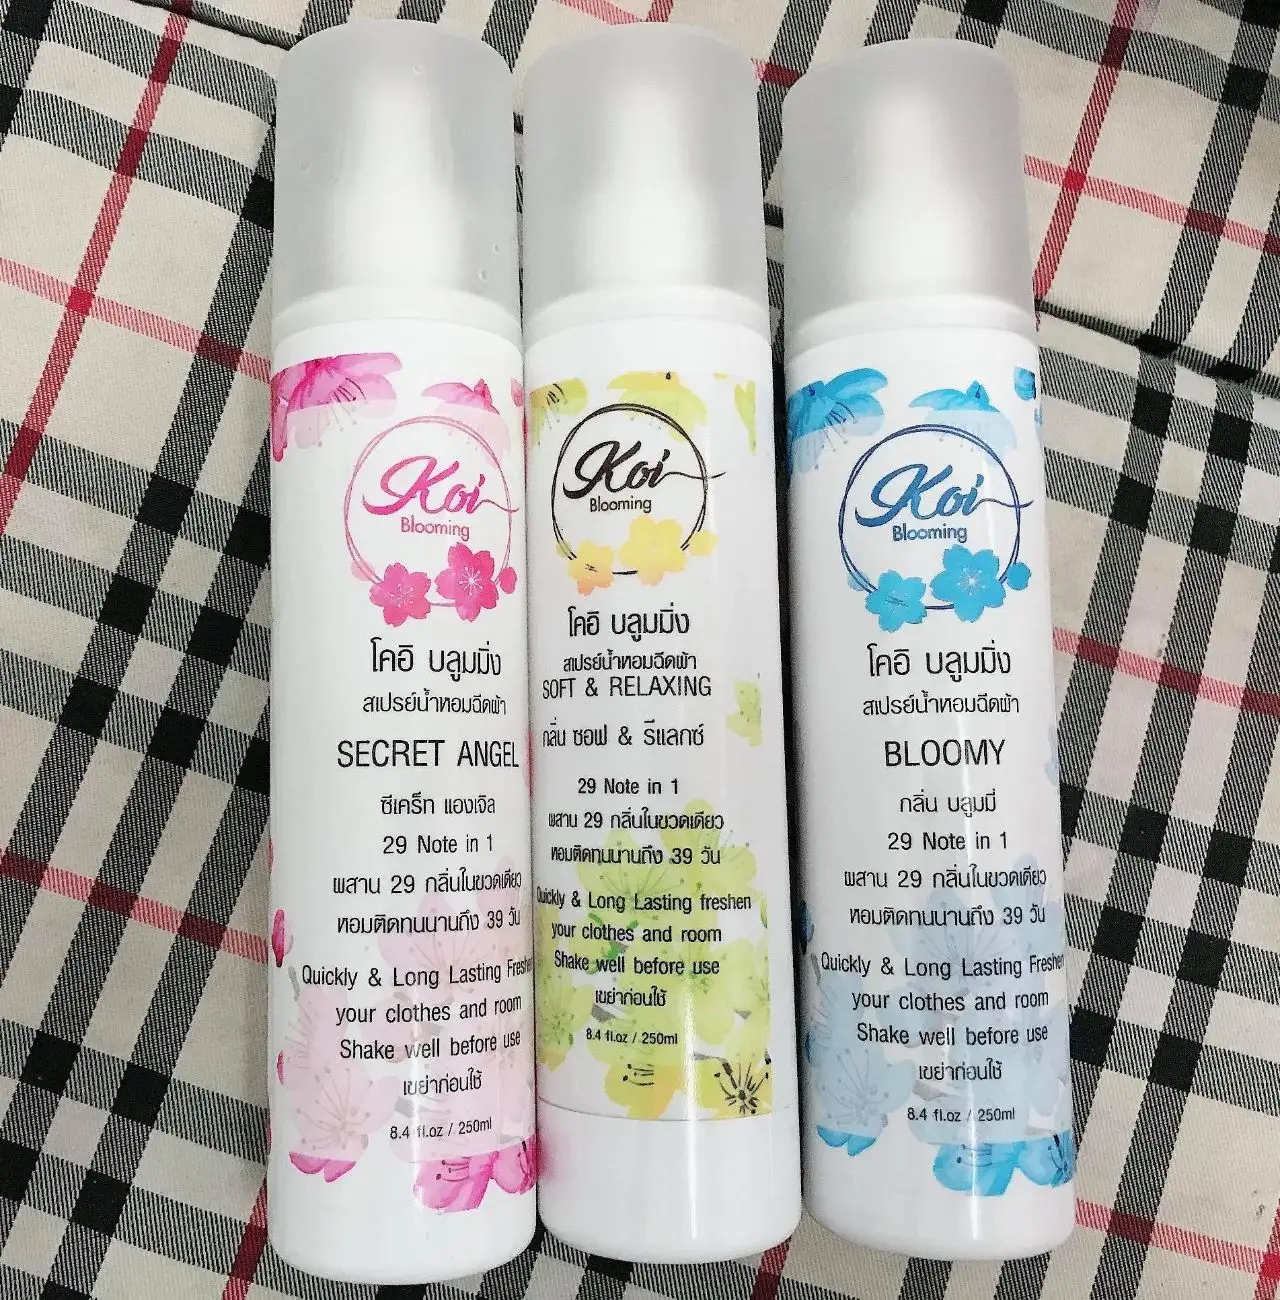 Koi
Blooming
โคอิ บลูมมิ่ง
สเปรย์น้ำหอมฉีดผ้า
SECRET ANGEL
ซีเคร็ท แองเจิล
29 Note in 1
ผสาน 29 กลิ่นในขวดเดียว
หอมติดทนนานถึง 39 วัน
Quickly & Long Lasting Freshen
your clothes and room
Shake well before use
เขย่าก่อนใช้
8.4 fl.oz / 250ml
Koi
Blooming
โคอิ บลูมมิ่ง
สเปรย์น้ำหอมฉีดผ้า
SOFT & RELAXING
กลิ่น ซอฟ & รีแลกซ์
29 Note in 1
ผสาน 29 กลิ่นในขวดเดียว
หอมติดทนนานถึง 39 วัน
Quickly & Long Lasting freshen
your clothes and room
Shake well before use
เขย่าก่อนใช้
8.4 fl.oz / 250ml
Koi
Blooming
โคอิ บลูมมิ่ง
สเปรย์น้ำหอมฉีดผ้า
BLOOMY
กลิ่น บลูมมี่
29 Note in 1
ผสาน 29 กลิ่นในขวดเดียว
หอมติดทนนานถึง 39 วัน
Quickly & Long Lasting Freshen
your clothes and room
Shake well before use
เขย่าก่อนใช้
8.4 fl.oz / 250ml